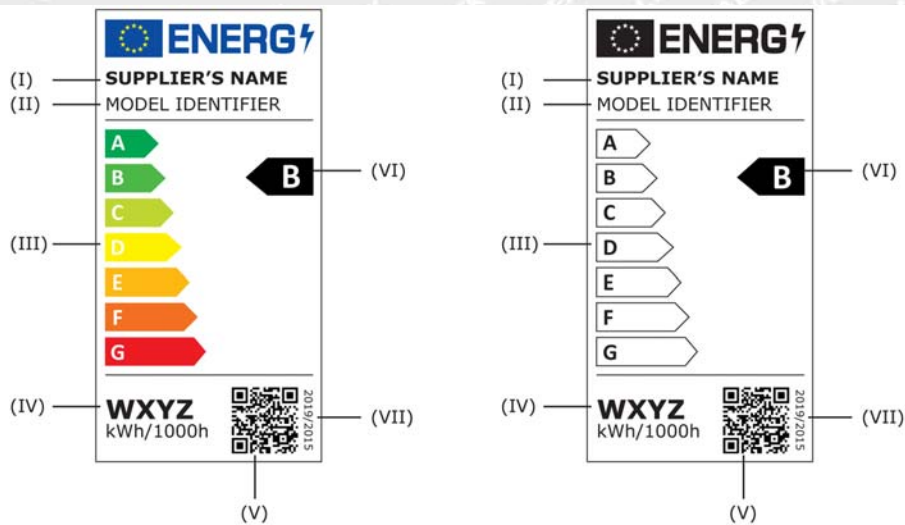 ENERG
(I) SUPPLIER'S NAME
(II) MODEL IDENTIFIER
A
B
B (VI)
C
(III) D
E
F
G
(IV) WXYZ
kWh/1000h
2019/2015 (VII)
(V)
ENERG
(I) SUPPLIER'S NAME
(II) MODEL IDENTIFIER
A
B
B (VI)
C
(III) D
E
F
G
(IV) WXYZ
kWh/1000h
2019/2015 (VII)
(V)